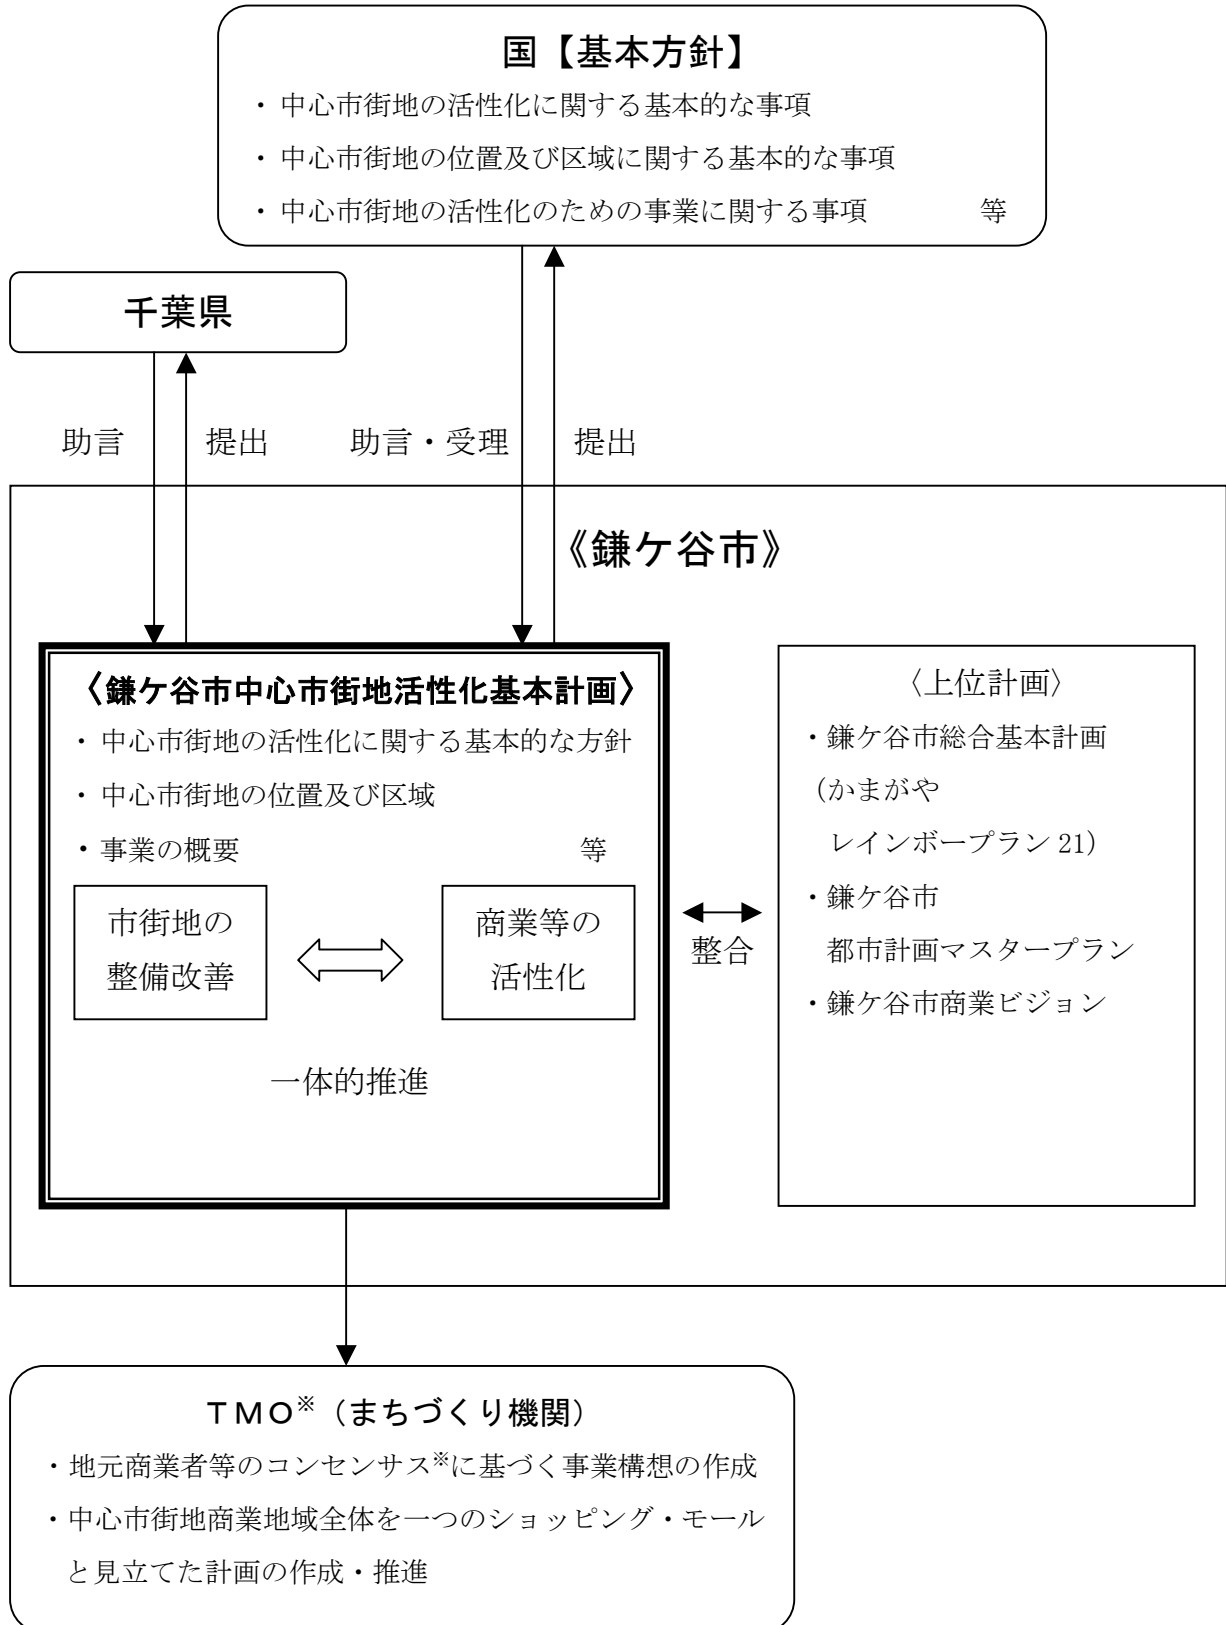 国【基本方針】
・ 中心市街地の活性化に関する基本的な事項
・ 中心市街地の位置及び区域に関する基本的な事項
・ 中心市街地の活性化のための事業に関する事項 等
千葉県
助言 提出 助言・受理 提出
《鎌ケ谷市》
〈鎌ケ谷市中心市街地活性化基本計画〉
・ 中心市街地の活性化に関する基本的な方針
・ 中心市街地の位置及び区域
・ 事業の概要 等
市街地の
整備改善
商業等の
活性化
一体的推進
整合
〈上位計画〉
・鎌ケ谷市総合基本計画
（かまがや
レインボープラン 21）
・鎌ケ谷市
都市計画マスタープラン
・鎌ケ谷市商業ビジョン
ＴＭＯ※（まちづくり機関）
・地元商業者等のコンセンサス※に基づく事業構想の作成
・中心市街地商業地域全体を一つのショッピング・モール
と見立てた計画の作成・推進